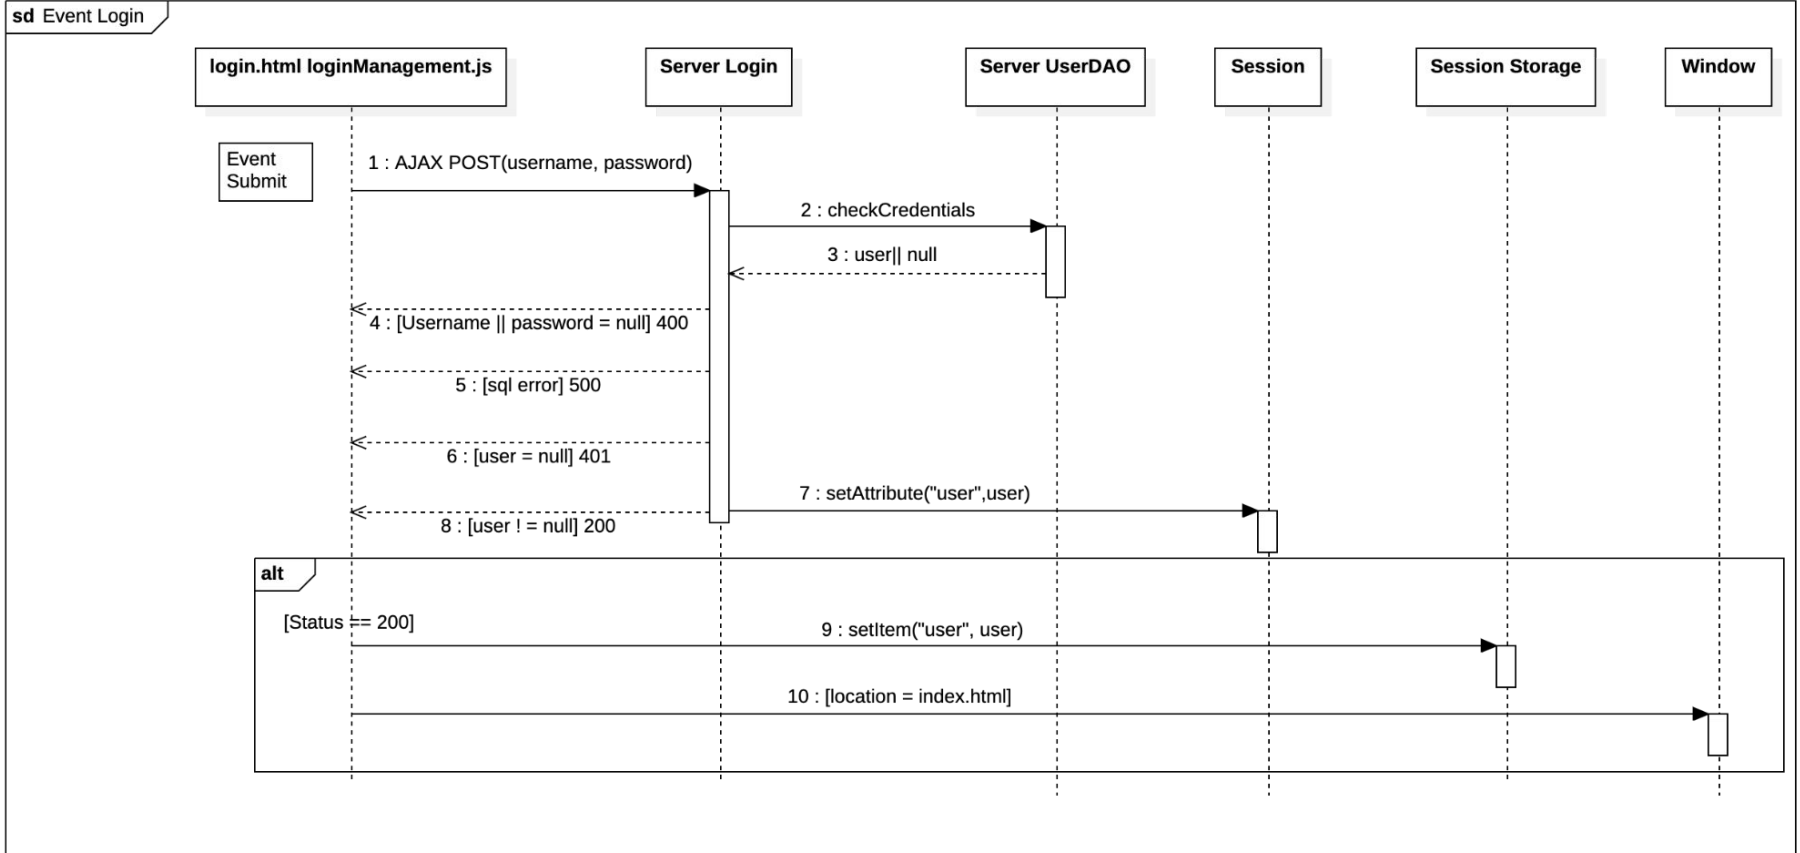 sd Event Login
login.html loginManagement.js
Server Login
Server UserDAO
Session
Session Storage
Window
Event
Submit
1 : AJAX POST(username, password)
2 : checkCredentials
3 : user|| null
4 : [Username || password = null] 400
5 : [sql error] 500
6 : [user = null] 401
7 : setAttribute("user",user)
8 : [user ! = null] 200
alt
[Status == 200]
9 : setItem("user", user)
10 : [location = index.html]